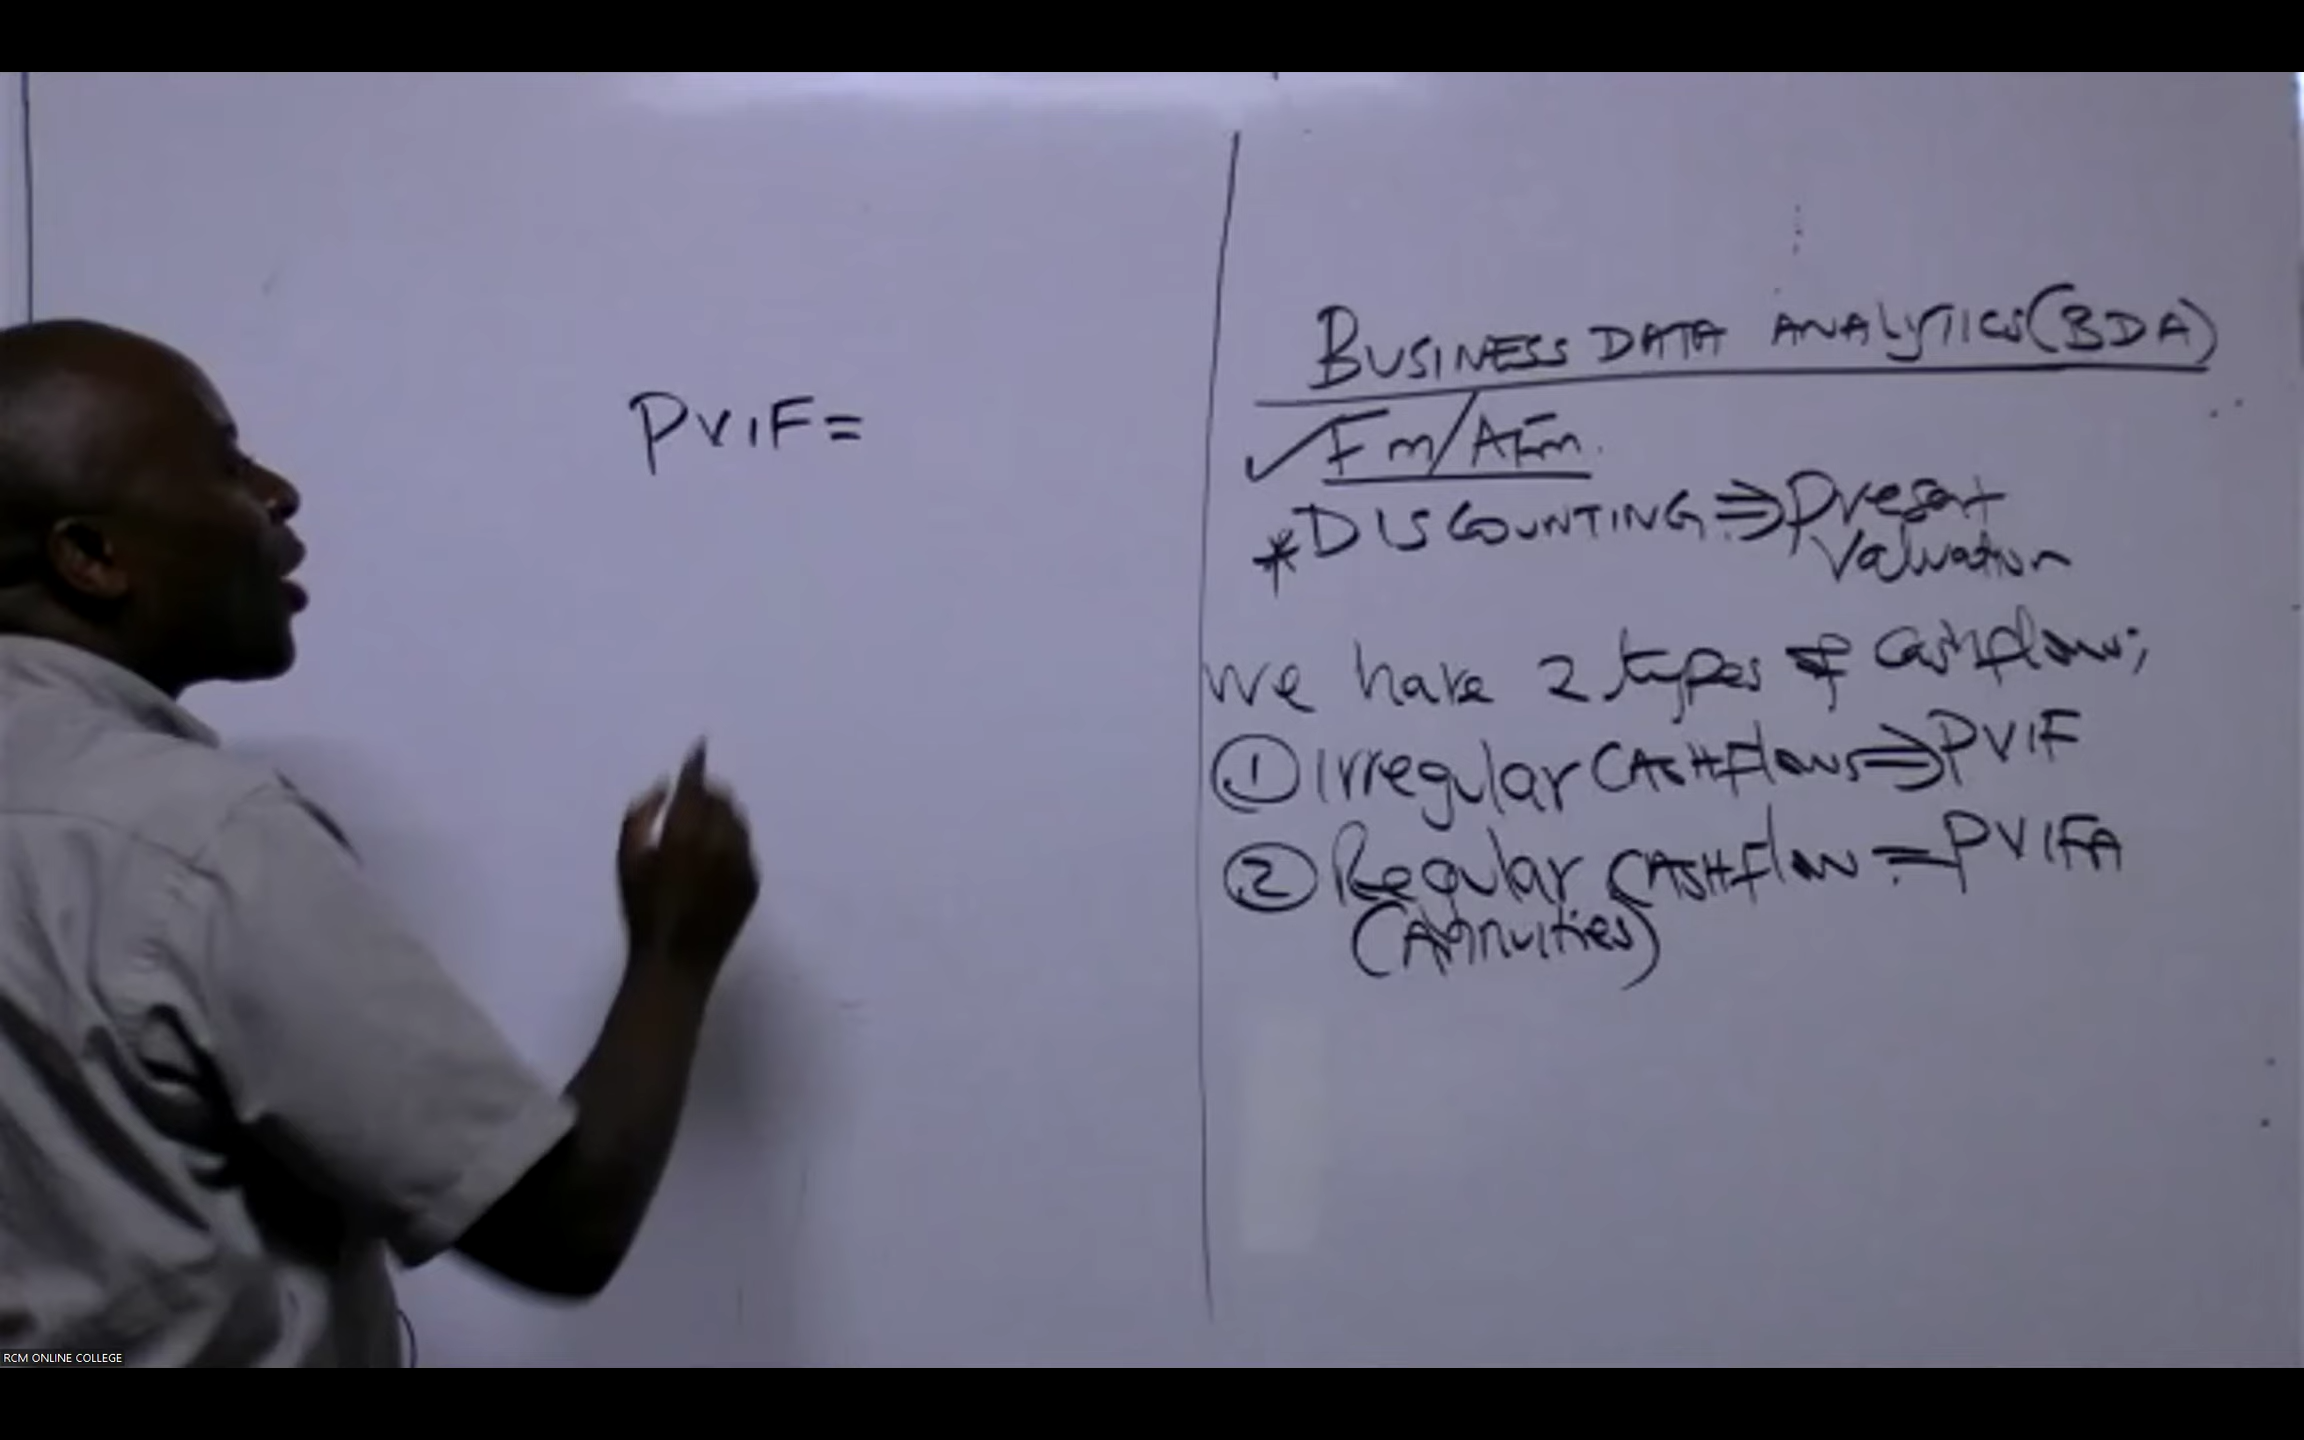 PVIF=
BUSINESS DATA ANALYTICS(BDA)
✓ Fm/AFm.
*DISCOUNTING⇒Present
Valuation
We have 2 types of Cashflows;
① Irregular CASHFlows⇒PVIF
② Regular CASHFlow=PVIFA
(Annuities)
RCM ONLINE COLLEGE